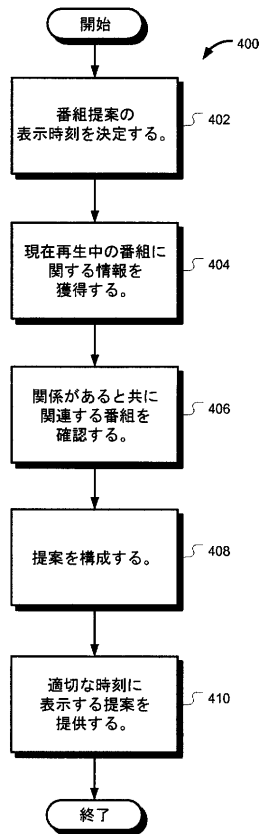 開始
400
番組提案の
表示時刻を決定する。
402
現在再生中の番組に
関する情報を
獲得する。
404
関係があると共に
関連する番組を
確認する。
406
提案を構成する。
408
適切な時刻に
表示する提案を
提供する。
410
終了